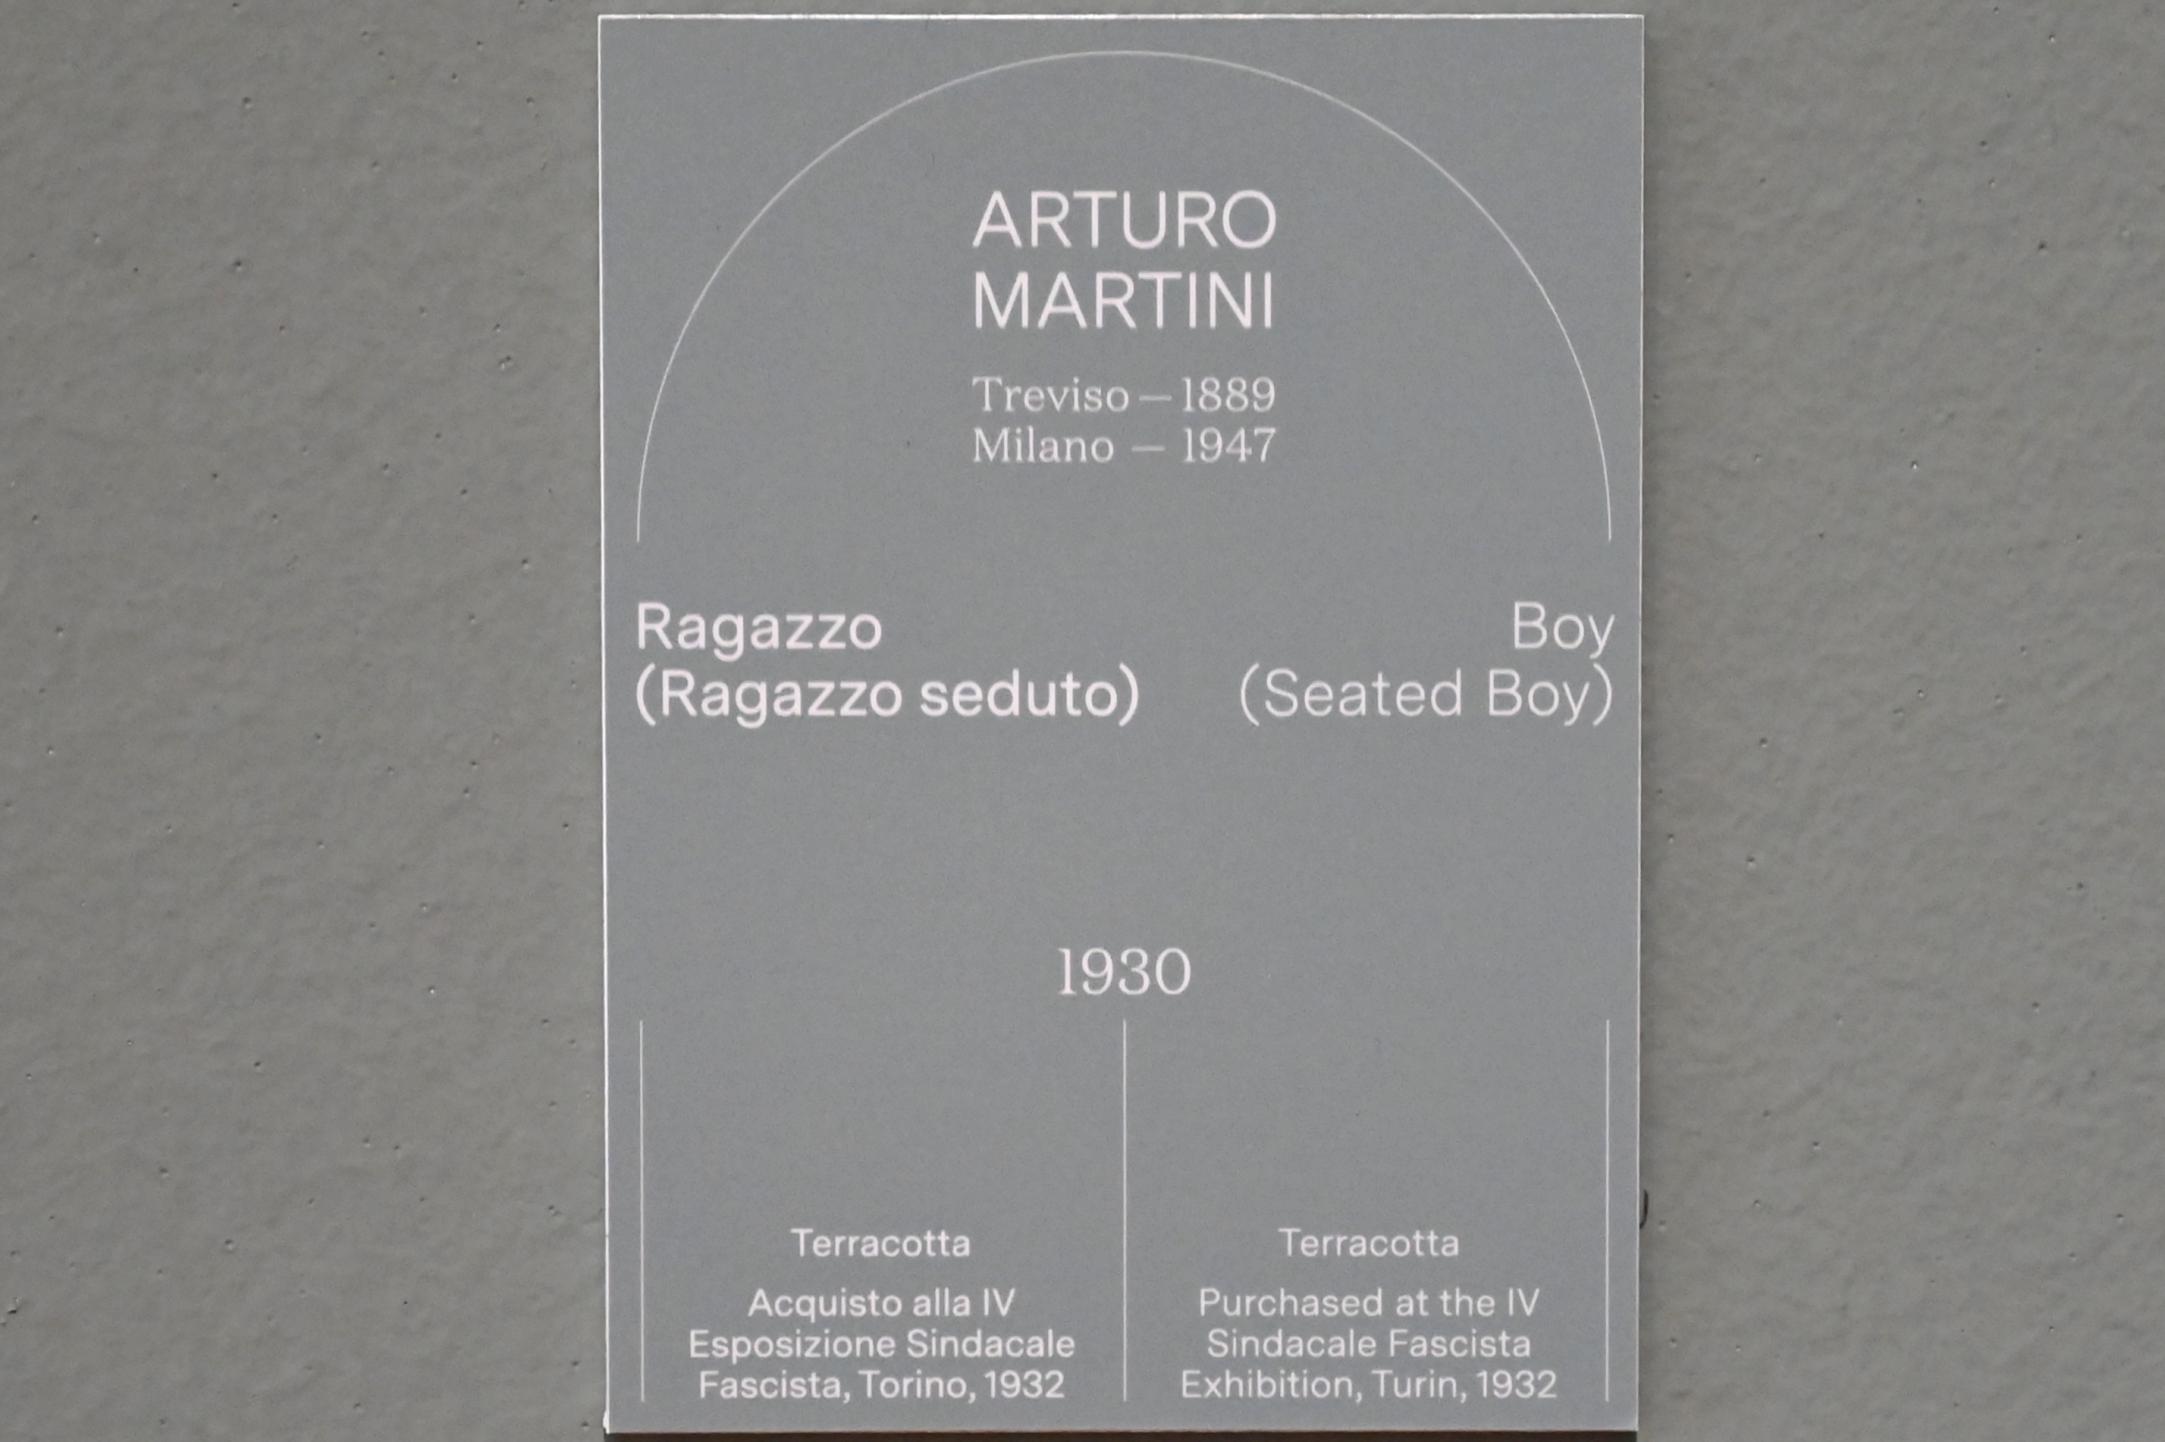 ARTURO
MARTINI
Treviso — 1889
Milano — 1947
Ragazzo
(Ragazzo seduto)
Boy
(Seated Boy)
1930
Terracotta
Acquisto alla IV
Esposizione Sindacale
Fascista, Torino, 1932
Terracotta
Purchased at the IV
Sindacale Fascista
Exhibition, Turin, 1932